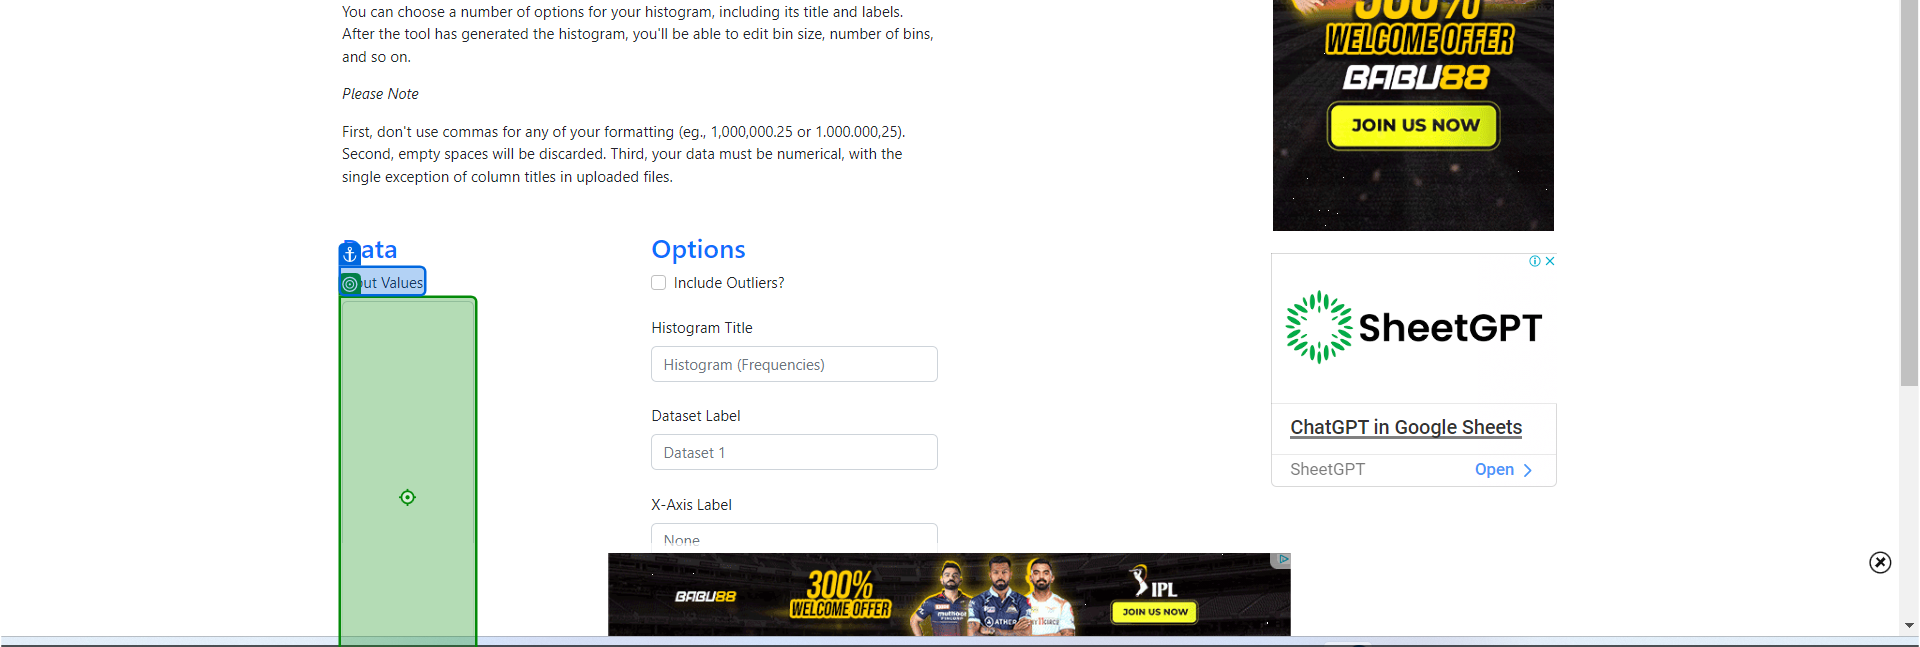 You can choose a number of options for your histogram, including its title and labels.
After the tool has generated the histogram, you'll be able to edit bin size, number of bins,
and so on.
Please Note
First, don't use commas for any of your formatting (eg., 1,000,000.25 or 1.000.000,25).
Second, empty spaces will be discarded. Third, your data must be numerical, with the
single exception of column titles in uploaded files.
ata
ut Values
Options
Include Outliers?
Histogram Title
Histogram (Frequencies)
Dataset Label
Dataset 1
X-Axis Label
None
300%
WELCOME OFFER
BABU88
JOIN US NOW
SheetGPT
ChatGPT in Google Sheets
SheetGPT
Open
BABU88
300%
WELCOME OFFER
IPL
JOIN US NOW